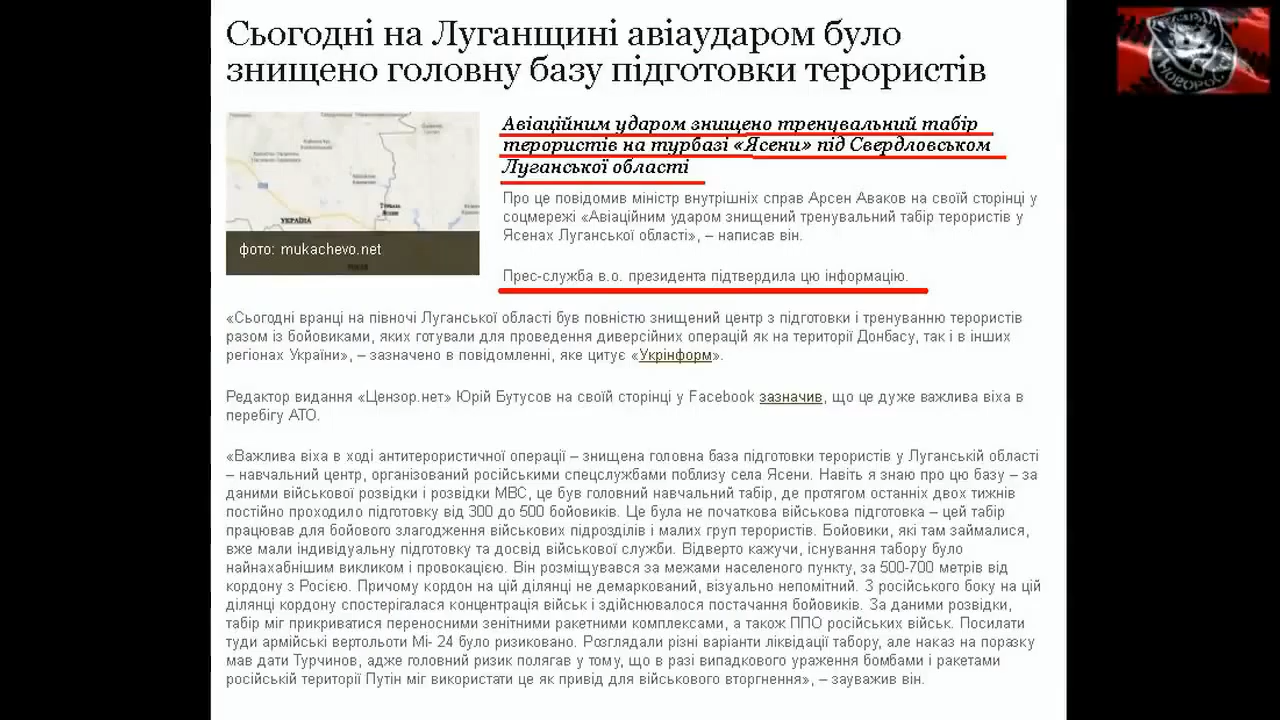 Сьогодні на Луганщині авіаударом було
знищено головну базу підготовки терористів
Авіаційним ударом знищено тренувальний табір
терористів на турбазі «Ясени» під Свердловськом
Луганської області
Про це повідомив міністр внутрішніх справ Арсен Аваков на своїй сторінці у
соцмережі «Авіаційним ударом знищений тренувальний табір терористів у
Ясенах Луганської області», – написав він.
Прес-служба в.о. президента підтвердила цю інформацію.
УКРАЇНА
фото: mukachevo.net
«Сьогодні вранці на півночі Луганської області був повністю знищений центр з підготовки і тренуванню терористів
разом із бойовиками, яких готували для проведення диверсійних операцій як на території Донбасу, так і в інших
регіонах України», – зазначено в повідомленні, яке цитує «Укрінформ».
Редактор видання «Цензор.нет» Юрій Бутусов на своїй сторінці у Facebook зазначив, що це дуже важлива віха в
перебігу АТО.
«Важлива віха в ході антитерористичної операції – знищена головна база підготовки терористів у Луганській області
– навчальний центр, організований російськими спецслужбами поблизу села Ясени. Навіть я знаю про цю базу – за
даними військової розвідки і розвідки МВС, це був головний навчальний табір, де протягом останніх двох тижнів
постійно проходило підготовку від 300 до 500 бойовиків. Це була не початкова військова підготовка – цей табір
працював для бойового злагодження військових підрозділів і малих груп терористів. Бойовики, які там займалися,
вже мали індивідуальну підготовку та досвід військової служби. Відверто кажучи, існування табору було
найнахабнішим викликом і провокацією. Він розміщувався за межами населеного пункту, за 500-700 метрів від
кордону з Росією. Причому кордон на цій ділянці не демаркований, візуально непомітний. З російського боку на цій
ділянці кордону спостерігалася концентрація військ і здійснювалося постачання бойовиків. За даними розвідки,
табір міг прикриватися переносними зенітними ракетними комплексами, а також ППО російських військ. Посилати
туди армійські вертольоти Мі- 24 було ризиковано. Розглядали різні варіанти ліквідації табору, але наказ на поразку
мав дати Турчинов, адже головний ризик полягав у тому, що в разі випадкового ураження бомбами і ракетами
російській території Путін міг використати це як привід для військового вторгнення», – зауважив він.